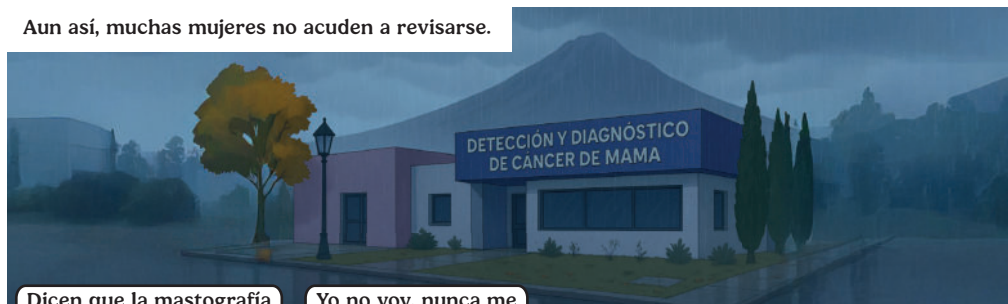 Aun así, muchas mujeres no acuden a revisarse.
DETECCIÓN Y DIAGNÓSTICO
DE CÁNCER DE MAMA
Dicen que la mastografía
Yo no voy, nunca me